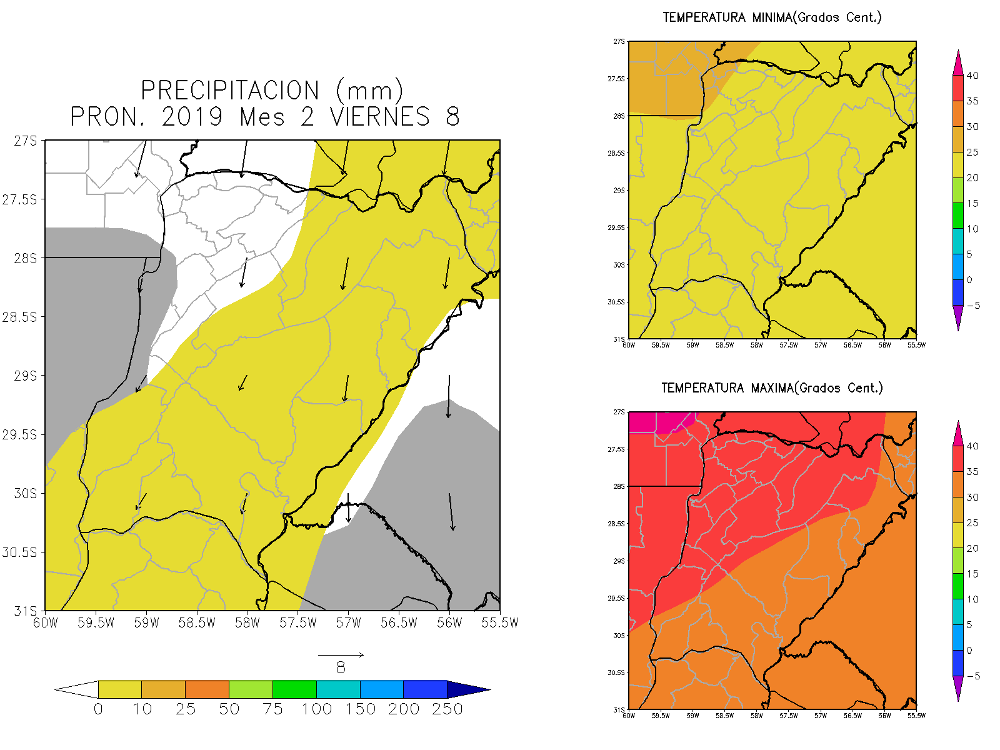 PRECIPITACION (mm)
PRON. 2019 Mes 2 VIERNES 8
27S
27.5S
28S
28.5S
29S
29.5S
30S
30.5S
31S
60W 59.5W 59W 58.5W 58W 57.5W 57W 56.5W 56W 55.5W
8
0 10 25 50 75 100 150 200 250
TEMPERATURA MINIMA(Grados Cent.)
27S
27.5S
28S
28.5S
29S
29.5S
30S
30.5S
31S
60W 59.5W 59W 58.5W 58W 57.5W 57W 56.5W 56W 55.5W
40
35
30
25
20
15
10
5
0
-5
TEMPERATURA MAXIMA(Grados Cent.)
27S
27.5S
28S
28.5S
29S
29.5S
30S
30.5S
31S
60W 59.5W 59W 58.5W 58W 57.5W 57W 56.5W 56W 55.5W
40
35
30
25
20
15
10
5
0
-5